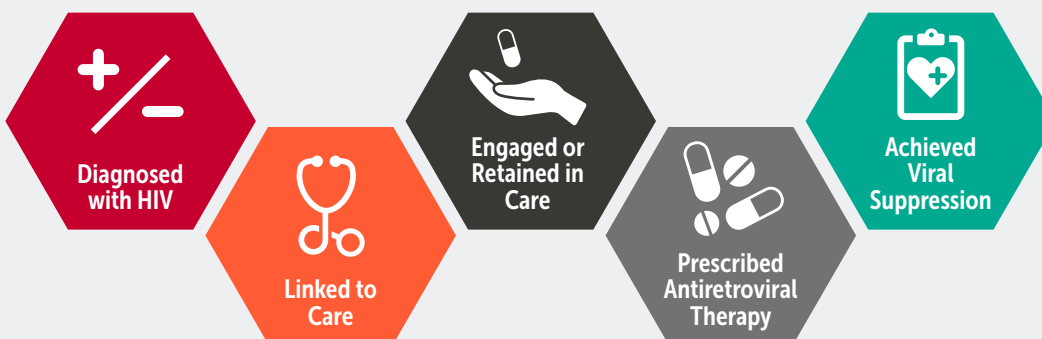 Diagnosed
with HIV
Linked to
Care
Engaged or
Retained in
Care
Prescribed
Antiretroviral
Therapy
Achieved
Viral
Suppression